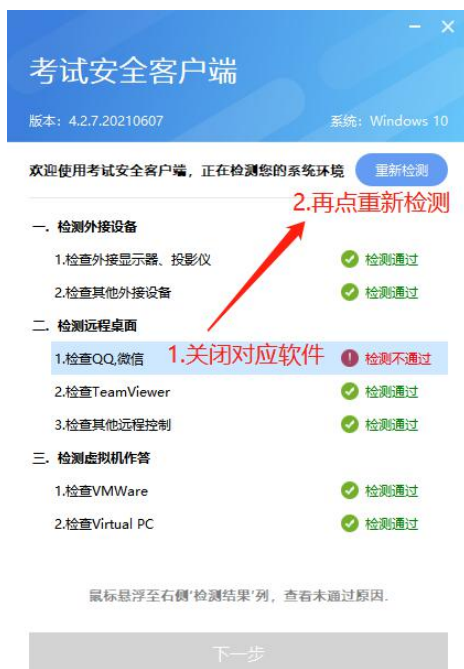 考试安全客户端
版本：4.2.7.20210607 系统：Windows 10
欢迎使用考试安全客户端，正在检测您的系统环境 重新检测
2.再点重新检测
一. 检测外接设备
1.检查外接显示器、投影仪 检测通过
2.检查其他外接设备 检测通过
二. 检测远程桌面
1.检查QQ,微信 1.关闭对应软件 检测不通过
2.检查TeamViewer 检测通过
3.检查其他远程控制 检测通过
三. 检测虚拟机作答
1.检查VMWare 检测通过
2.检查Virtual PC 检测通过
鼠标悬浮至右侧'检测结果'列，查看未通过原因.
下一步